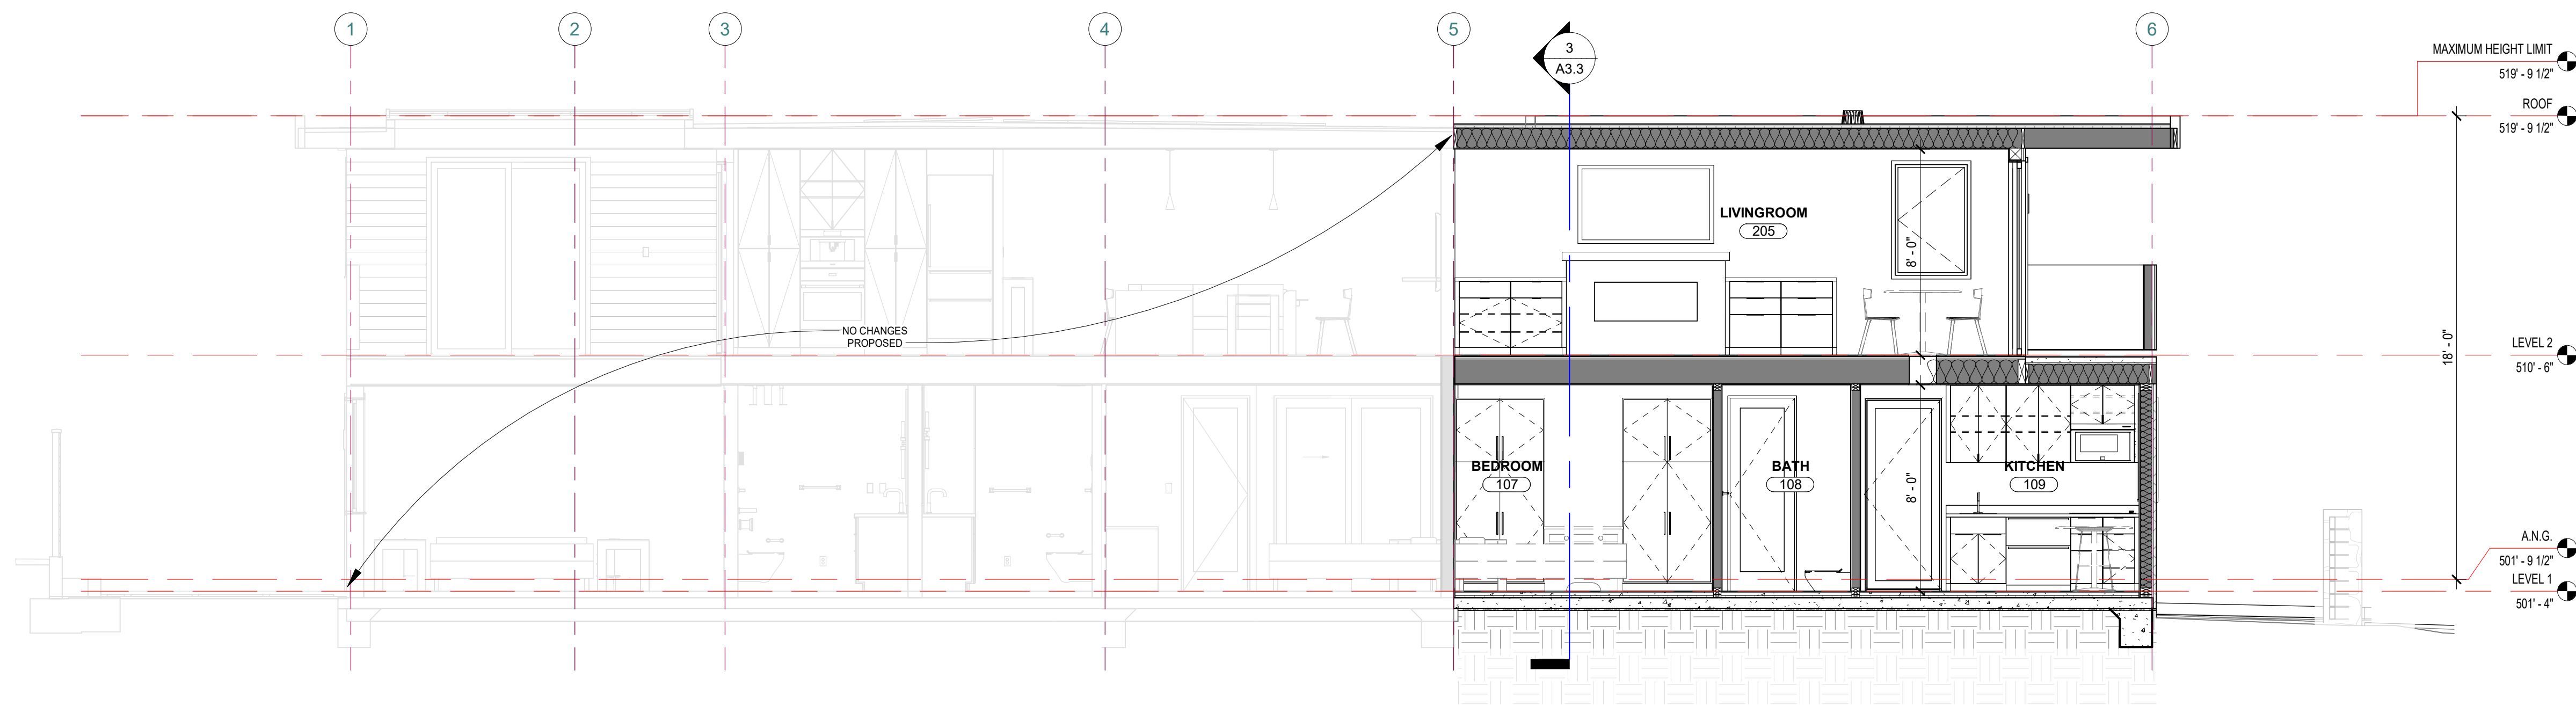 1
2
3
4
5
6
3
A3.3
MAXIMUM HEIGHT LIMIT
519' - 9 1/2"
ROOF
519' - 9 1/2"
LIVINGROOM
205
8' - 0"
NO CHANGES
PROPOSED
18' - 0"
LEVEL 2
510' - 6"
BEDROOM
107
BATH
108
8' - 0"
KITCHEN
109
A.N.G.
501' - 9 1/2"
LEVEL 1
501' - 4"